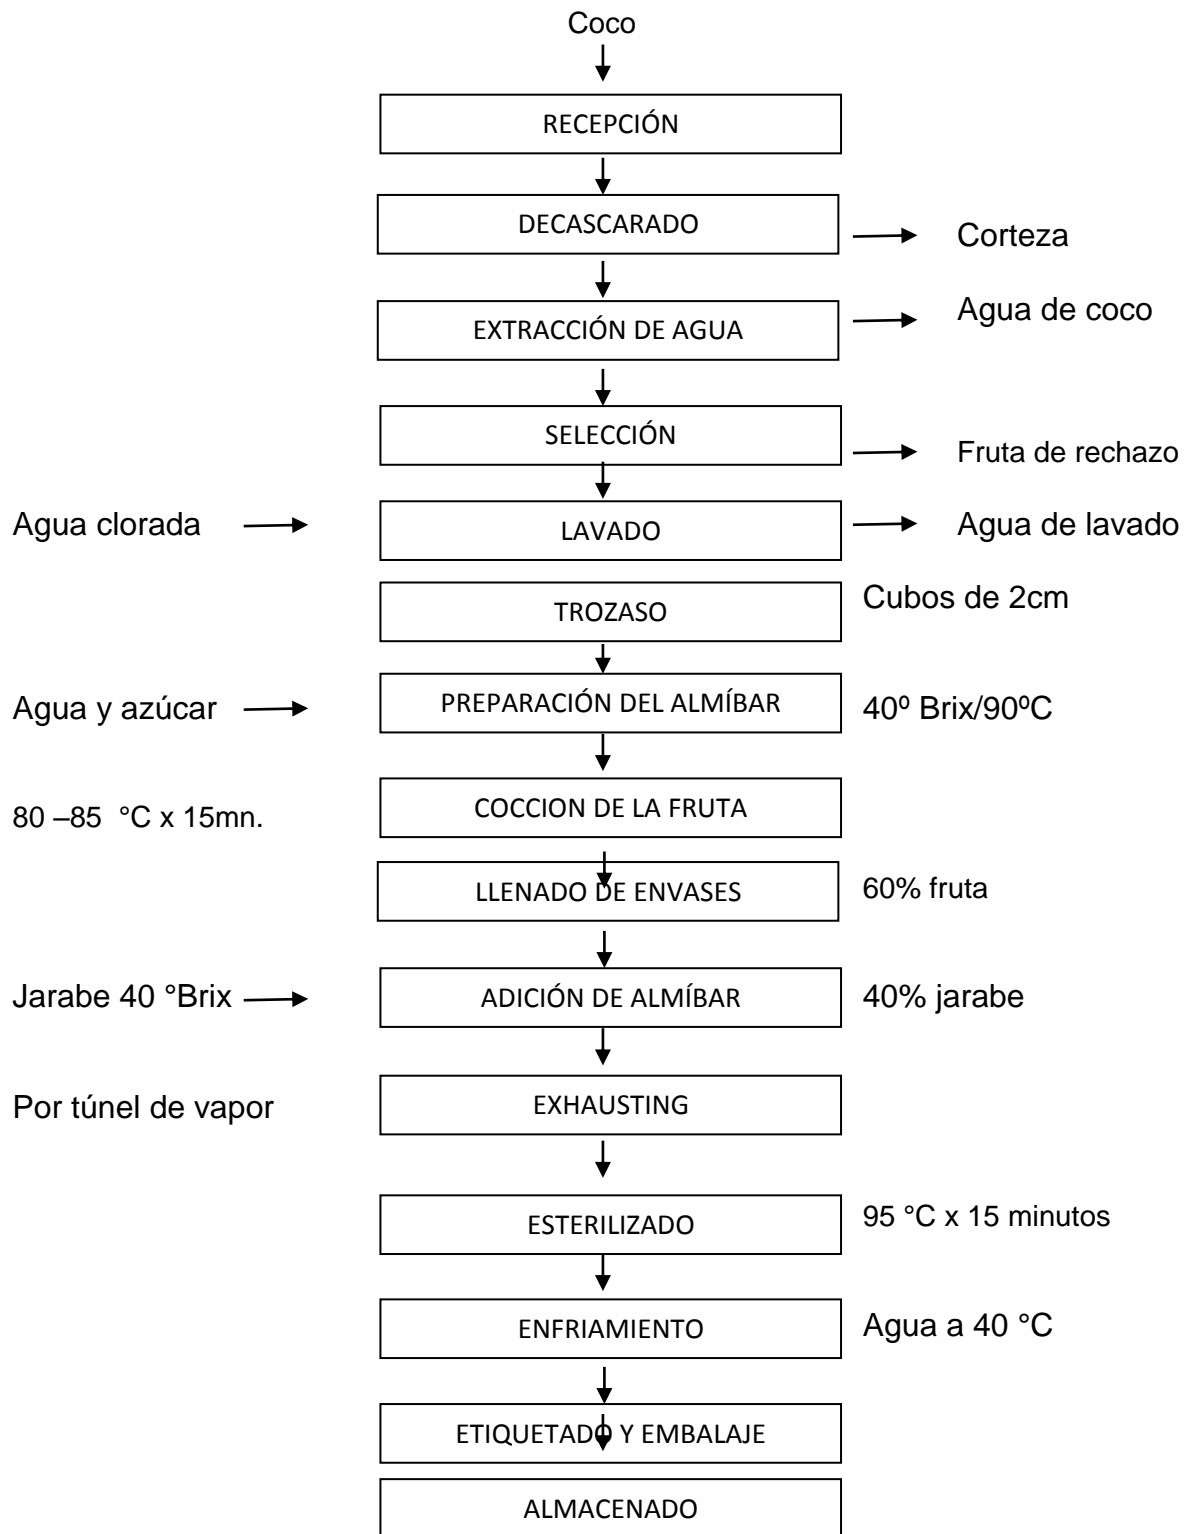 Coco
RECEPCIÓN
DECASCARADO
Corteza
EXTRACCIÓN DE AGUA
Agua de coco
SELECCIÓN
Fruta de rechazo
Agua clorada
LAVADO
Agua de lavado
TROZASO
Cubos de 2cm
Agua y azúcar
PREPARACIÓN DEL ALMÍBAR
40º Brix/90ºC
80 –85 °C x 15mn.
COCCION DE LA FRUTA
LLENADO DE ENVASES
60% fruta
Jarabe 40 °Brix
ADICIÓN DE ALMÍBAR
40% jarabe
Por túnel de vapor
EXHAUSTING
ESTERILIZADO
95 °C x 15 minutos
ENFRIAMIENTO
Agua a 40 °C
ETIQUETADO Y EMBALAJE
ALMACENADO